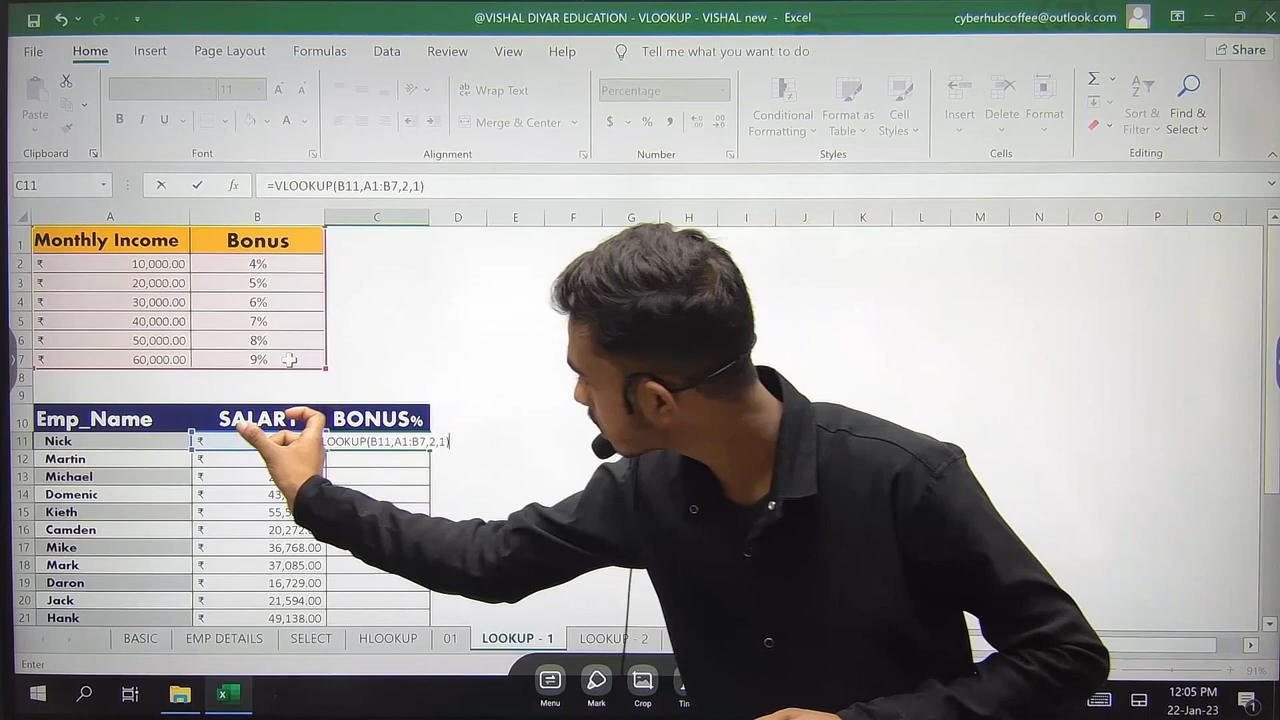 @VISHAL DIYAR EDUCATION - VLOOKUP - VISHAL new - Excel
cyberhubcoffee@outlook.com
File Home Insert Page Layout Formulas Data Review View Help Tell me what you want to do
Share
11
Wrap Text
Percentage
Paste
B I U
Merge & Center
$ % ,
Conditional Formatting
Format as Table
Cell Styles
Insert Delete Format
Sort & Filter
Find & Select
Clipboard Font Alignment Number Styles Cells Editing
C11 fx =VLOOKUP(B11,A1:B7,2,1)
A B C D E F G H I J K L M N O P Q
1 Monthly Income Bonus
2 ₹ 10,000.00 4%
3 ₹ 20,000.00 5%
4 ₹ 30,000.00 6%
5 ₹ 40,000.00 7%
6 ₹ 50,000.00 8%
7 ₹ 60,000.00 9%
8
9
10 Emp_Name BONUS%
11 Nick ₹ LOOKUP(B11,A1:B7,2,1)
12 Martin ₹
13 Michael ₹
14 Domenic ₹
15 Kieth ₹
16 Camden ₹
17 Mike ₹ 36,768.00
18 Mark ₹ 37,085.00
19 Daron ₹ 16,729.00
20 Jack ₹ 21,594.00
21 Hank ₹ 49,138.00
BASIC EMP DETAILS SELECT HLOOKUP 01 LOOKUP - 1 LOOKUP - 2
Enter
91%
Menu Mark Crop
12:05 PM
22-Jan-23
1